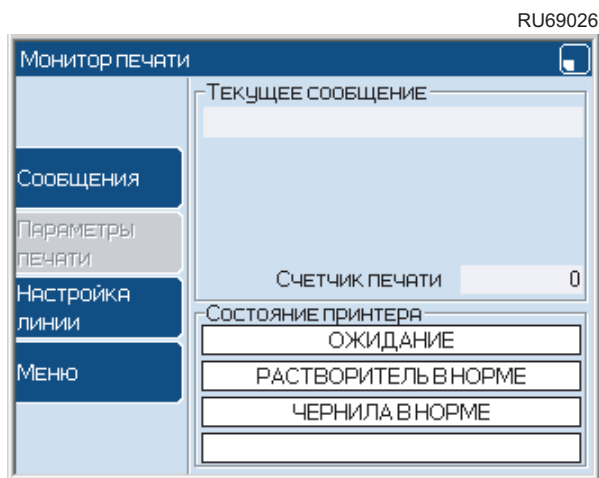 RU69026
Монитор печати
Текущее сообщение
Сообщения
Параметры
печати
Счетчик печати 0
Настройка
линии
Состояние принтера
ОЖИДАНИЕ
Меню
РАСТВОРИТЕЛЬ В НОРМЕ
ЧЕРНИЛА В НОРМЕ